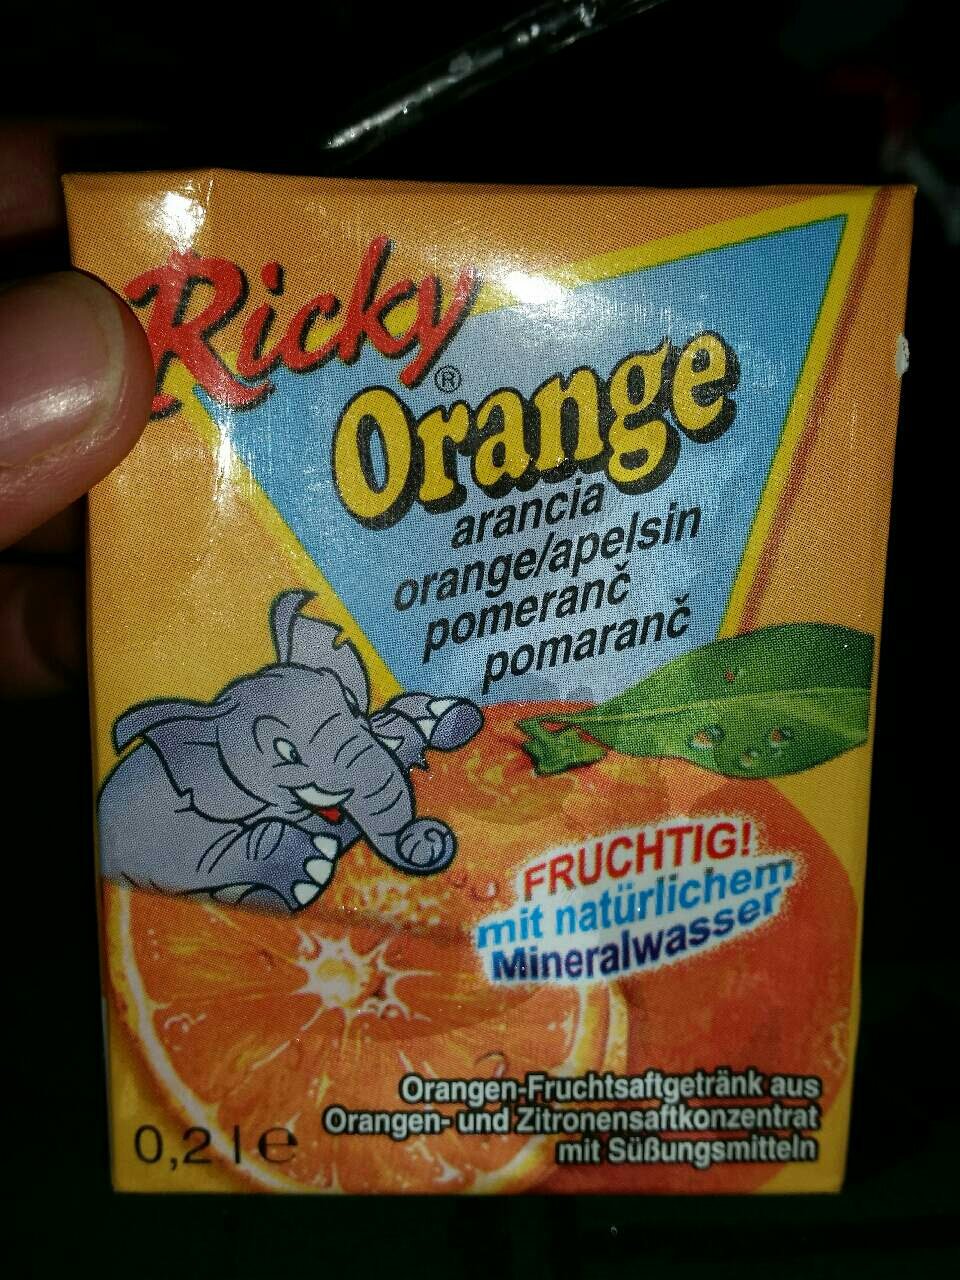 Ricky
®
Orange
arancia
orange/apelsin
pomeranč
pomaranč
FRUCHTIG!
mit natürlichem
Mineralwasser
Orangen-Fruchtsaftgetränk aus
Orangen- und Zitronensaftkonzentrat
mit Süßungsmitteln
0,2 l e